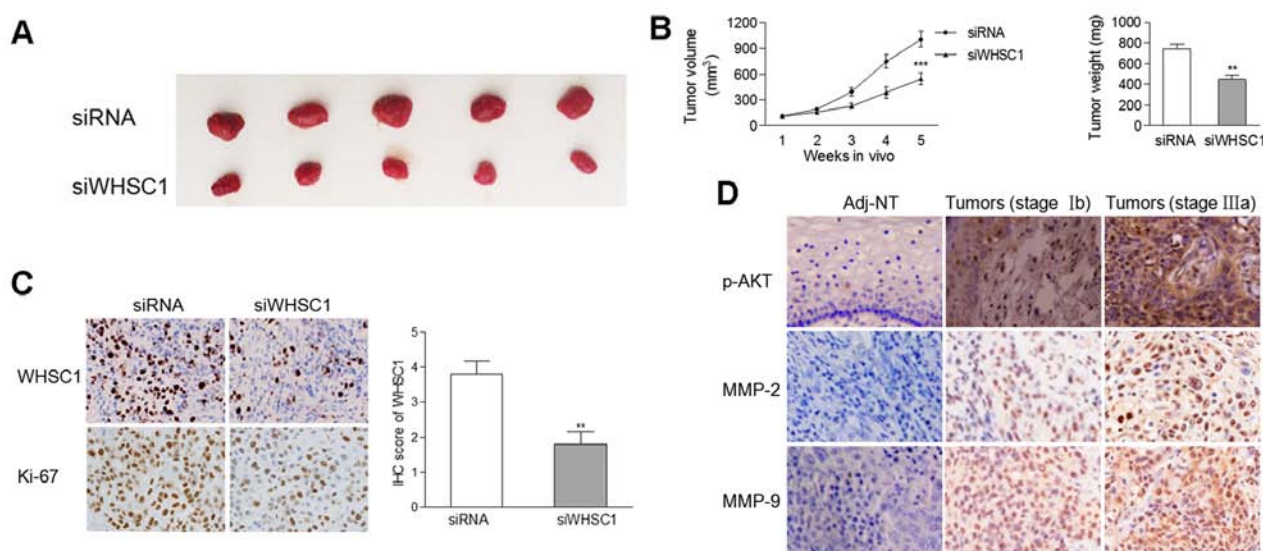 A
siRNA
siWHSC1
B
Tumor volume
(mm³)
1200
900
600
300
0
1 2 3 4 5
Weeks in vivo
siRNA
siWHSC1
***
Tumor weight (mg)
1000
800
600
400
200
0
**
siRNA siWHSC1
C
siRNA siWHSC1
WHSC1
Ki-67
IHC score of WHSC1
5
4
3
2
1
0
**
siRNA siWHSC1
D
Adj-NT Tumors (stage Ib) Tumors (stage IIIa)
p-AKT
MMP-2
MMP-9